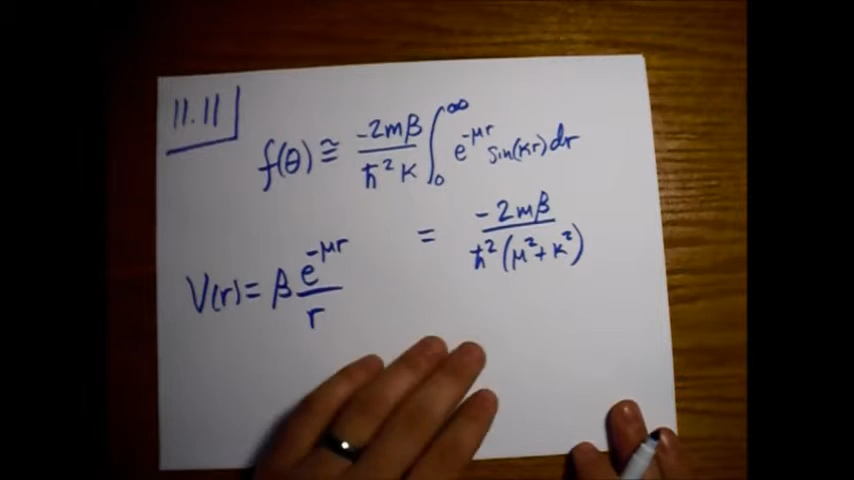 11.11
f(θ) ≅ -2mβ / ħ²κ ∫₀^∞ e^-μr sin(κr) dr
= -2mβ / ħ²(μ²+κ²)
V(r) = β e^-μr / r